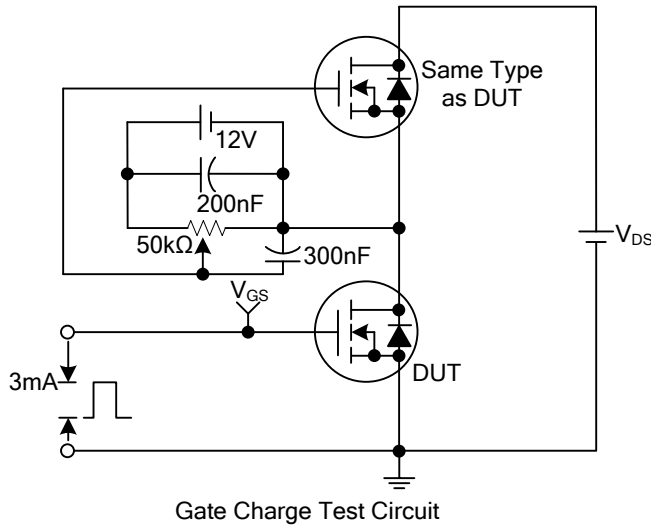 Same Type
as DUT
12V
200nF
50kΩ
300nF
VGS
VDS
3mA
DUT
Gate Charge Test Circuit